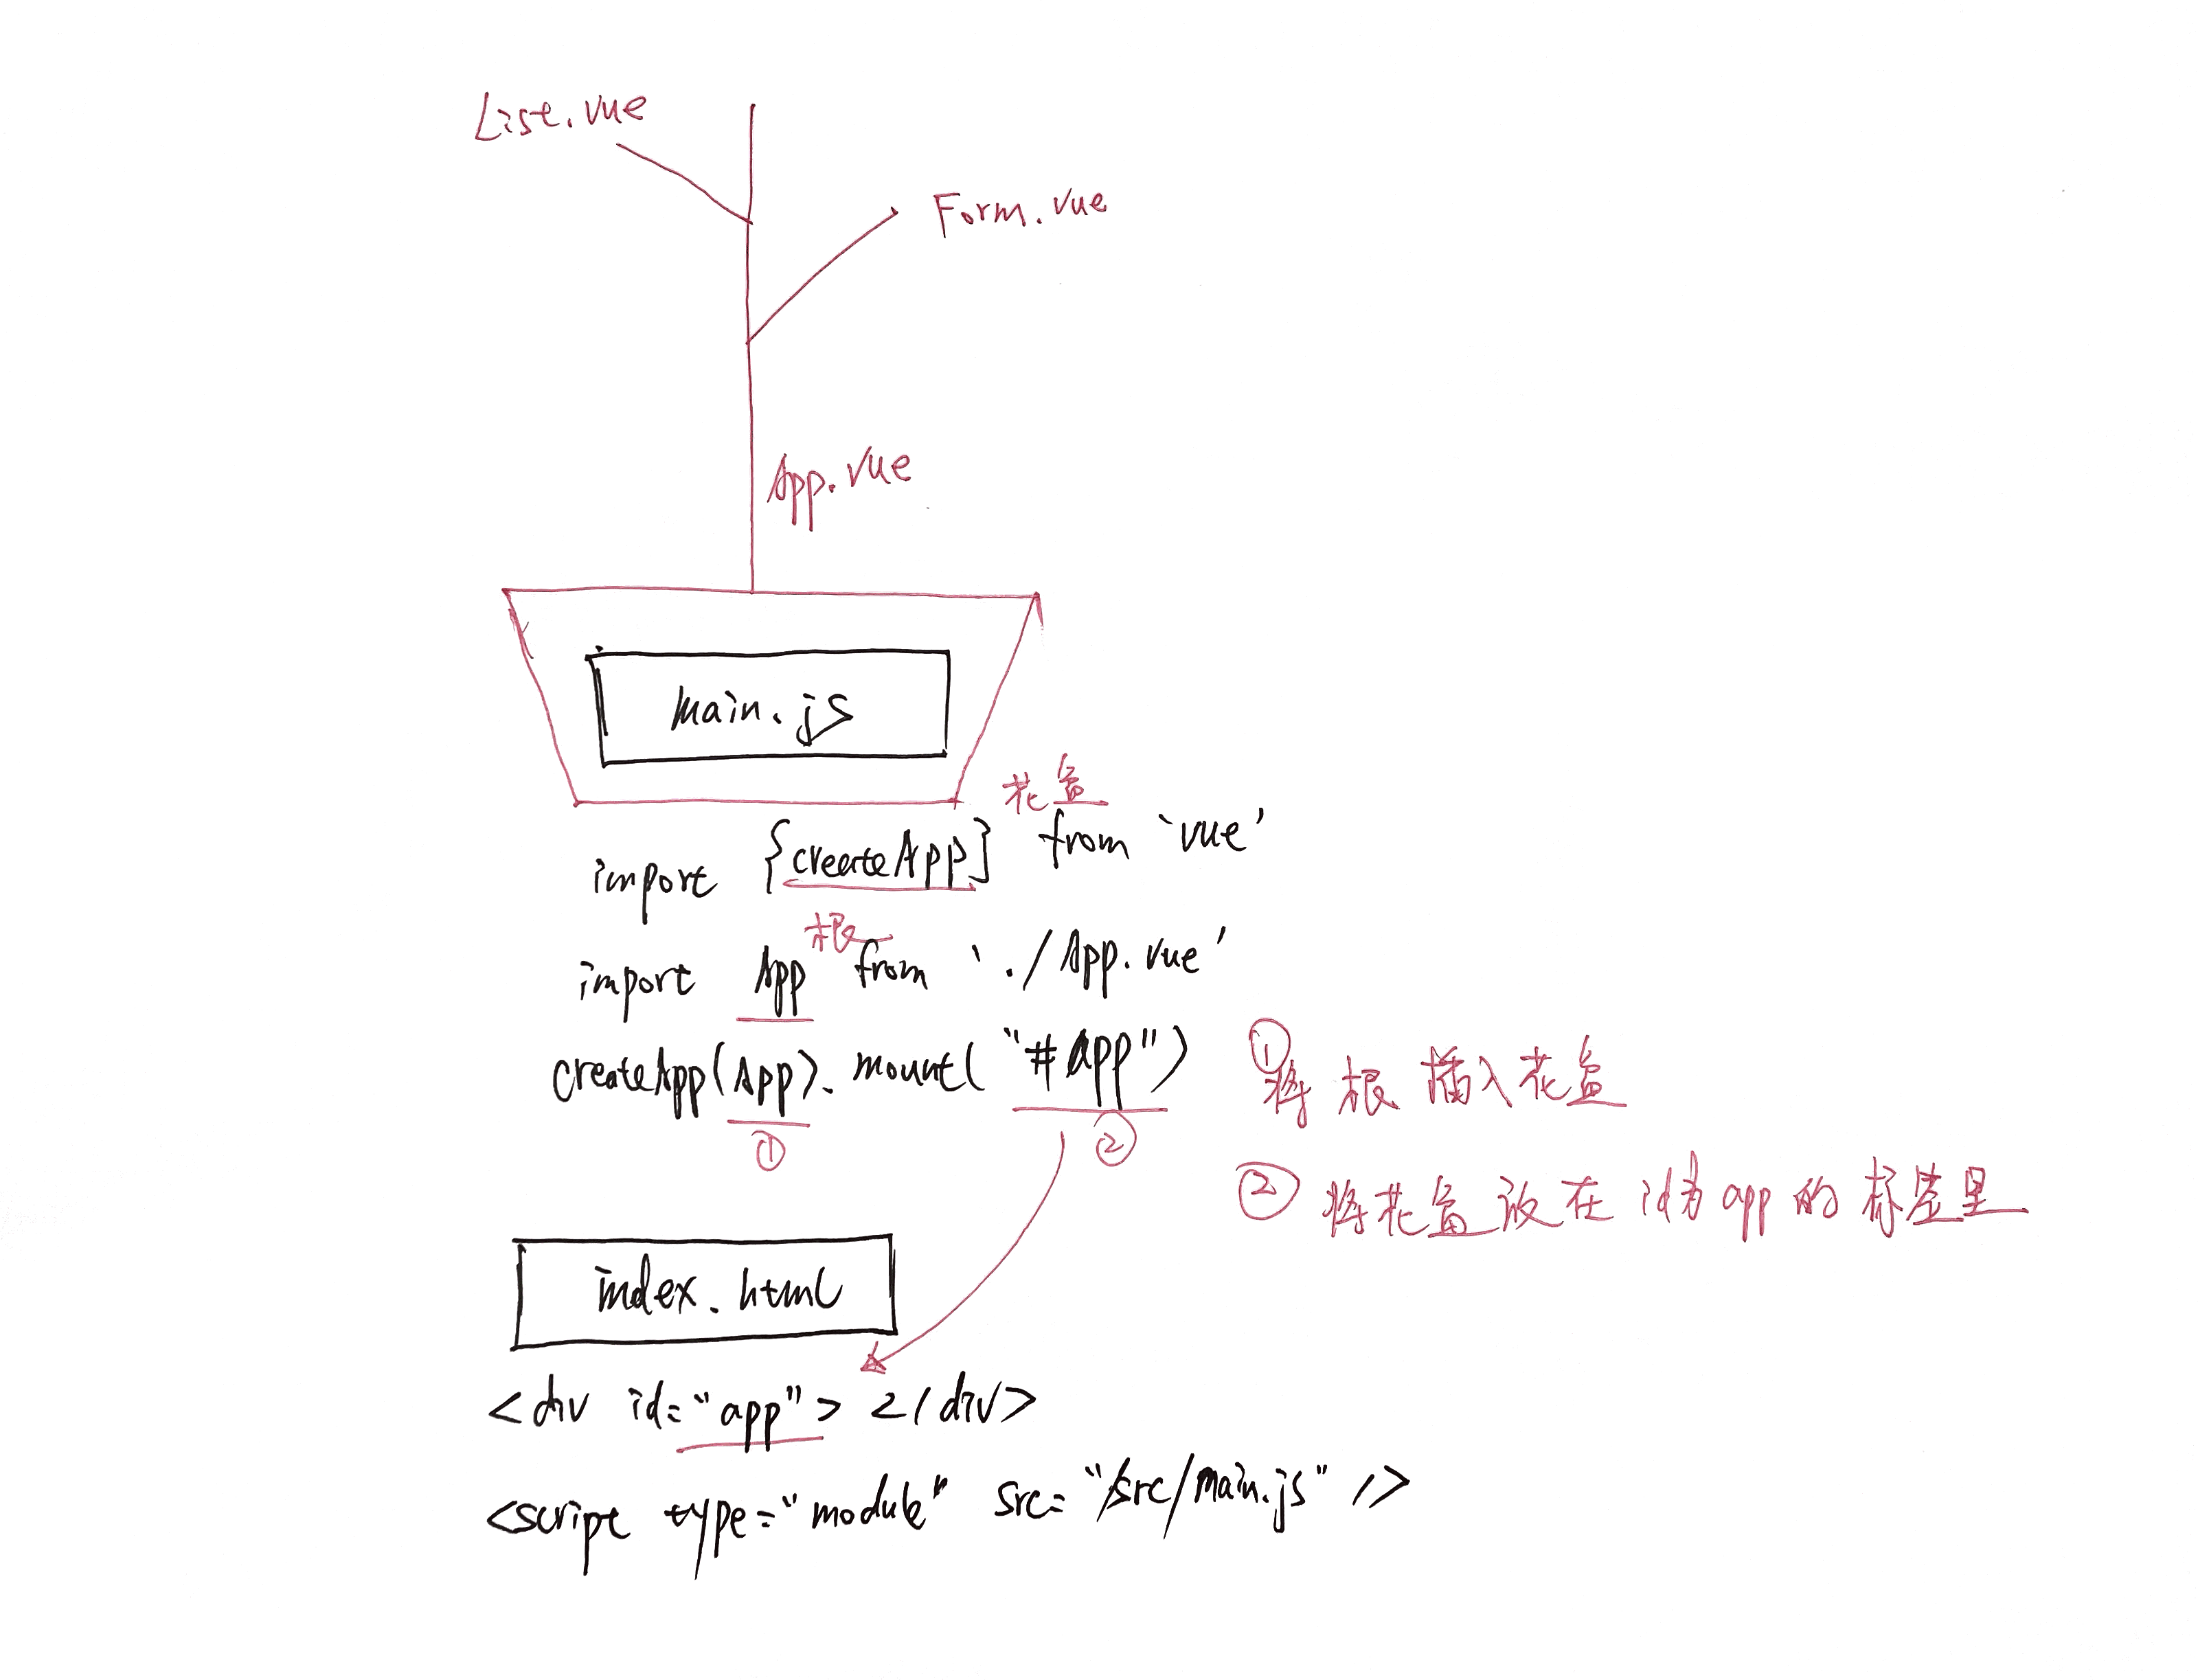 List.vue
Form.vue
App.vue
main.js
花盆
import {createApp} from 'vue'
根
import App from './App.vue'
createApp(App).mount("#app")
① ②
① 将根插入花盆
② 将花盆放在id为app的标签里
index.html
<div id="app"> </div>
<script type="module" src="/src/main.js" />